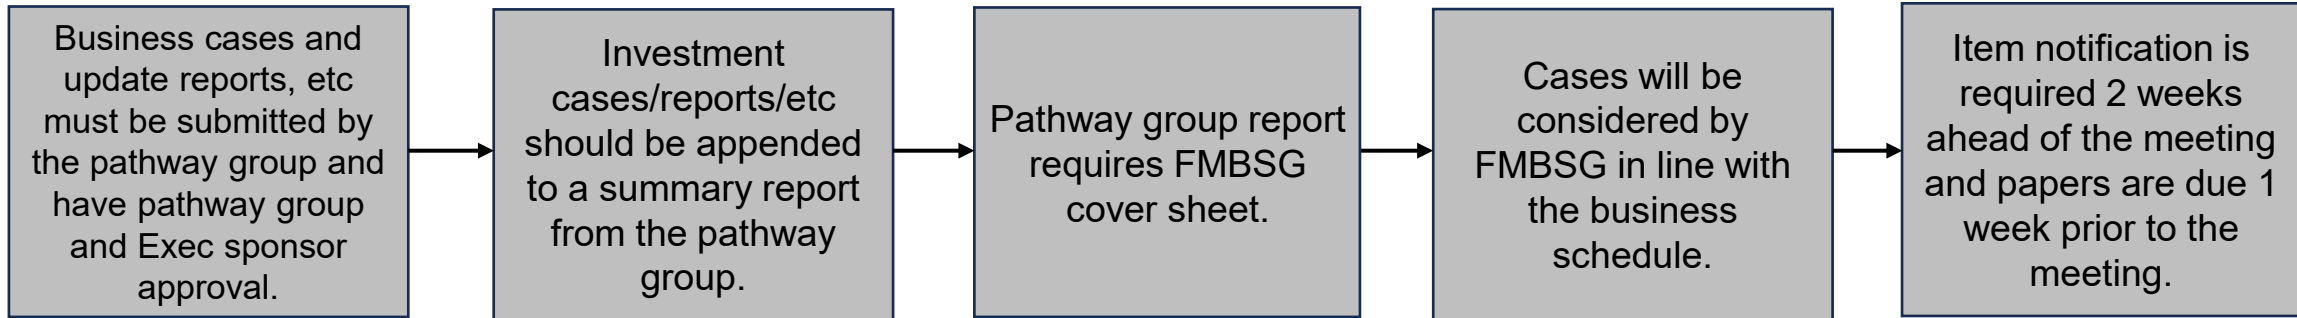 Business cases and
update reports, etc
must be submitted by
the pathway group and
have pathway group
and Exec sponsor
approval.
Investment
cases/reports/etc
should be appended
to a summary report
from the pathway
group.
Pathway group report
requires FMBSG
cover sheet.
Cases will be
considered by
FMBSG in line with
the business
schedule.
Item notification is
required 2 weeks
ahead of the meeting
and papers are due 1
week prior to the
meeting.